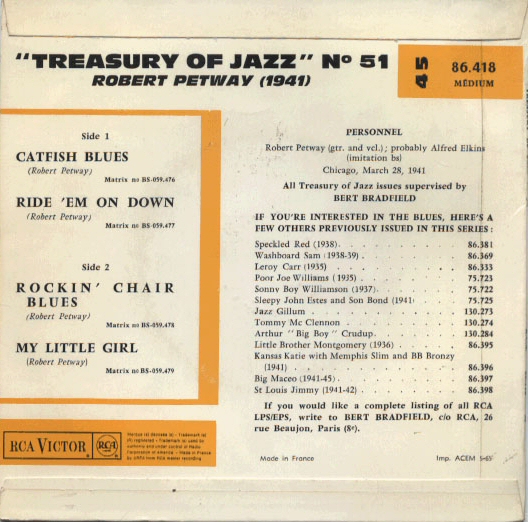 "TREASURY OF JAZZ" Nº 51
ROBERT PETWAY (1941)
45
86.418
MEDIUM
Side 1
CATFISH BLUES
(Robert Petway)
Matrix no BS-059.476
RIDE 'EM ON DOWN
(Robert Petway)
Matrix no BS-059.477
Side 2
ROCKIN' CHAIR
BLUES
(Robert Petway)
Matrix no BS-059.478
MY LITTLE GIRL
(Robert Petway)
Matrix no BS-059.479
PERSONNEL
Robert Petway (gtr. and vcl.) ; probably Alfred Elkins
(imitation bs)
Chicago, March 28, 1941
All Treasury of Jazz issues supervised by
BERT BRADFIELD
IF YOU'RE INTERESTED IN THE BLUES, HERE'S A
FEW OTHERS PREVIOUSLY ISSUED IN THIS SERIES :
Speckled Red (1938) . . . . . . . . . . 86.381
Washboard Sam (1938-39) . . . . . . . . . . 86.369
Leroy Carr (1935) . . . . . . . . . . 86.333
Poor Joe Williams (1935) . . . . . . . . . . 75.723
Sonny Boy Williamson (1937) . . . . . . . . . . 75.722
Sleepy John Estes and Son Bond (1941) . . . . . . 75.725
Jazz Gillum . . . . . . . . . . 130.273
Tommy Mc Clennon . . . . . . . . . . 130.274
Arthur "Big Boy" Crudup . . . . . . . . . . 130.284
Little Brother Montgomery (1936) . . . . . . . . 86.395
Kansas Katie with Memphis Slim and BB Bronzy
(1941) . . . . . . . . . . 86.396
Big Maceo (1941-45) . . . . . . . . . . 86.397
St Louis Jimmy (1941-42) . . . . . . . . . . 86.398
If you would like a complete listing of all RCA
LPS/EPS, write to BERT BRADFIELD, c/o RCA, 26
rue Beaujon, Paris (8e).
RCA VICTOR
RCA
Made in France
Imp. ACEM